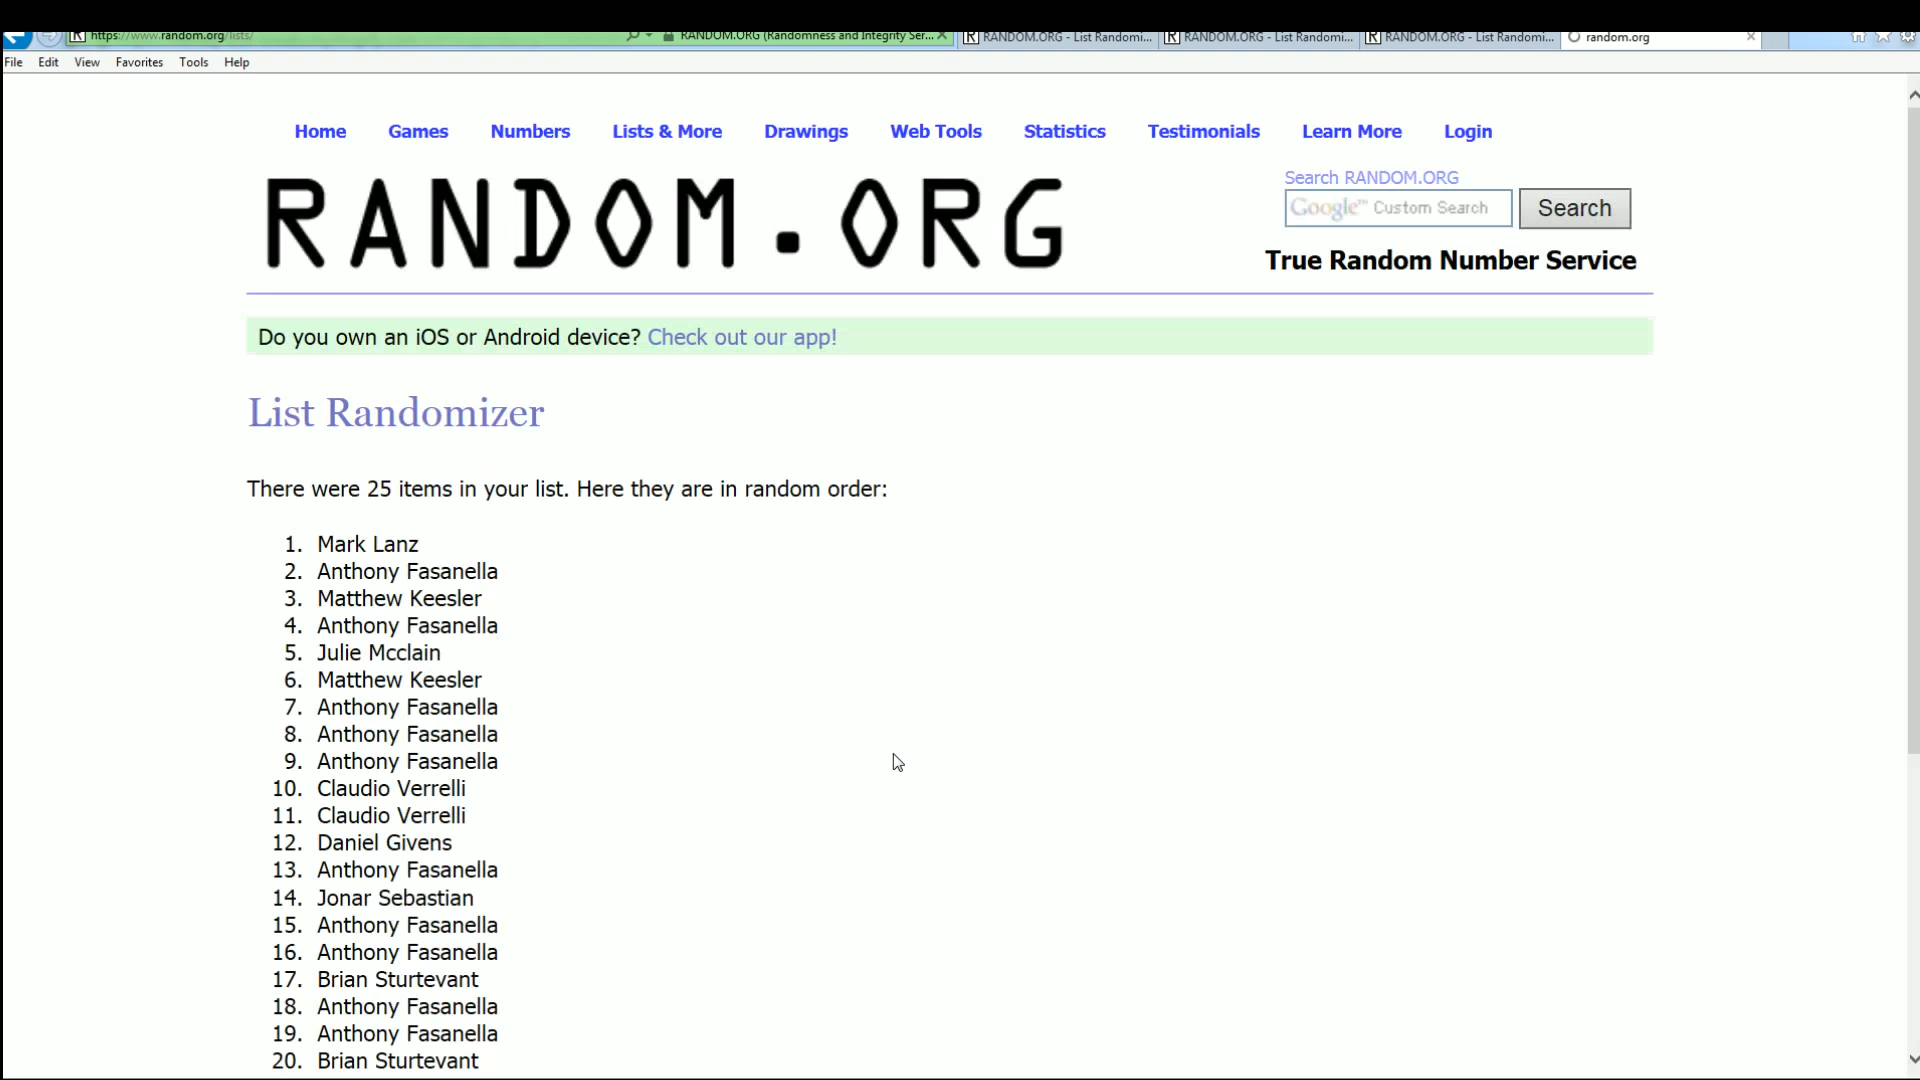 https://www.random.org/lists/
RANDOM.ORG (Randomness and Integrity Ser...
RANDOM.ORG - List Randomi...
RANDOM.ORG - List Randomi...
RANDOM.ORG - List Randomi...
random.org
File Edit View Favorites Tools Help
Home Games Numbers Lists & More Drawings Web Tools Statistics Testimonials Learn More Login
RANDOM.ORG
Search RANDOM.ORG
Google™ Custom Search
Search
True Random Number Service
Do you own an iOS or Android device? Check out our app!
List Randomizer
There were 25 items in your list. Here they are in random order:
1. Mark Lanz
2. Anthony Fasanella
3. Matthew Keesler
4. Anthony Fasanella
5. Julie Mcclain
6. Matthew Keesler
7. Anthony Fasanella
8. Anthony Fasanella
9. Anthony Fasanella
10. Claudio Verrelli
11. Claudio Verrelli
12. Daniel Givens
13. Anthony Fasanella
14. Jonar Sebastian
15. Anthony Fasanella
16. Anthony Fasanella
17. Brian Sturtevant
18. Anthony Fasanella
19. Anthony Fasanella
20. Brian Sturtevant